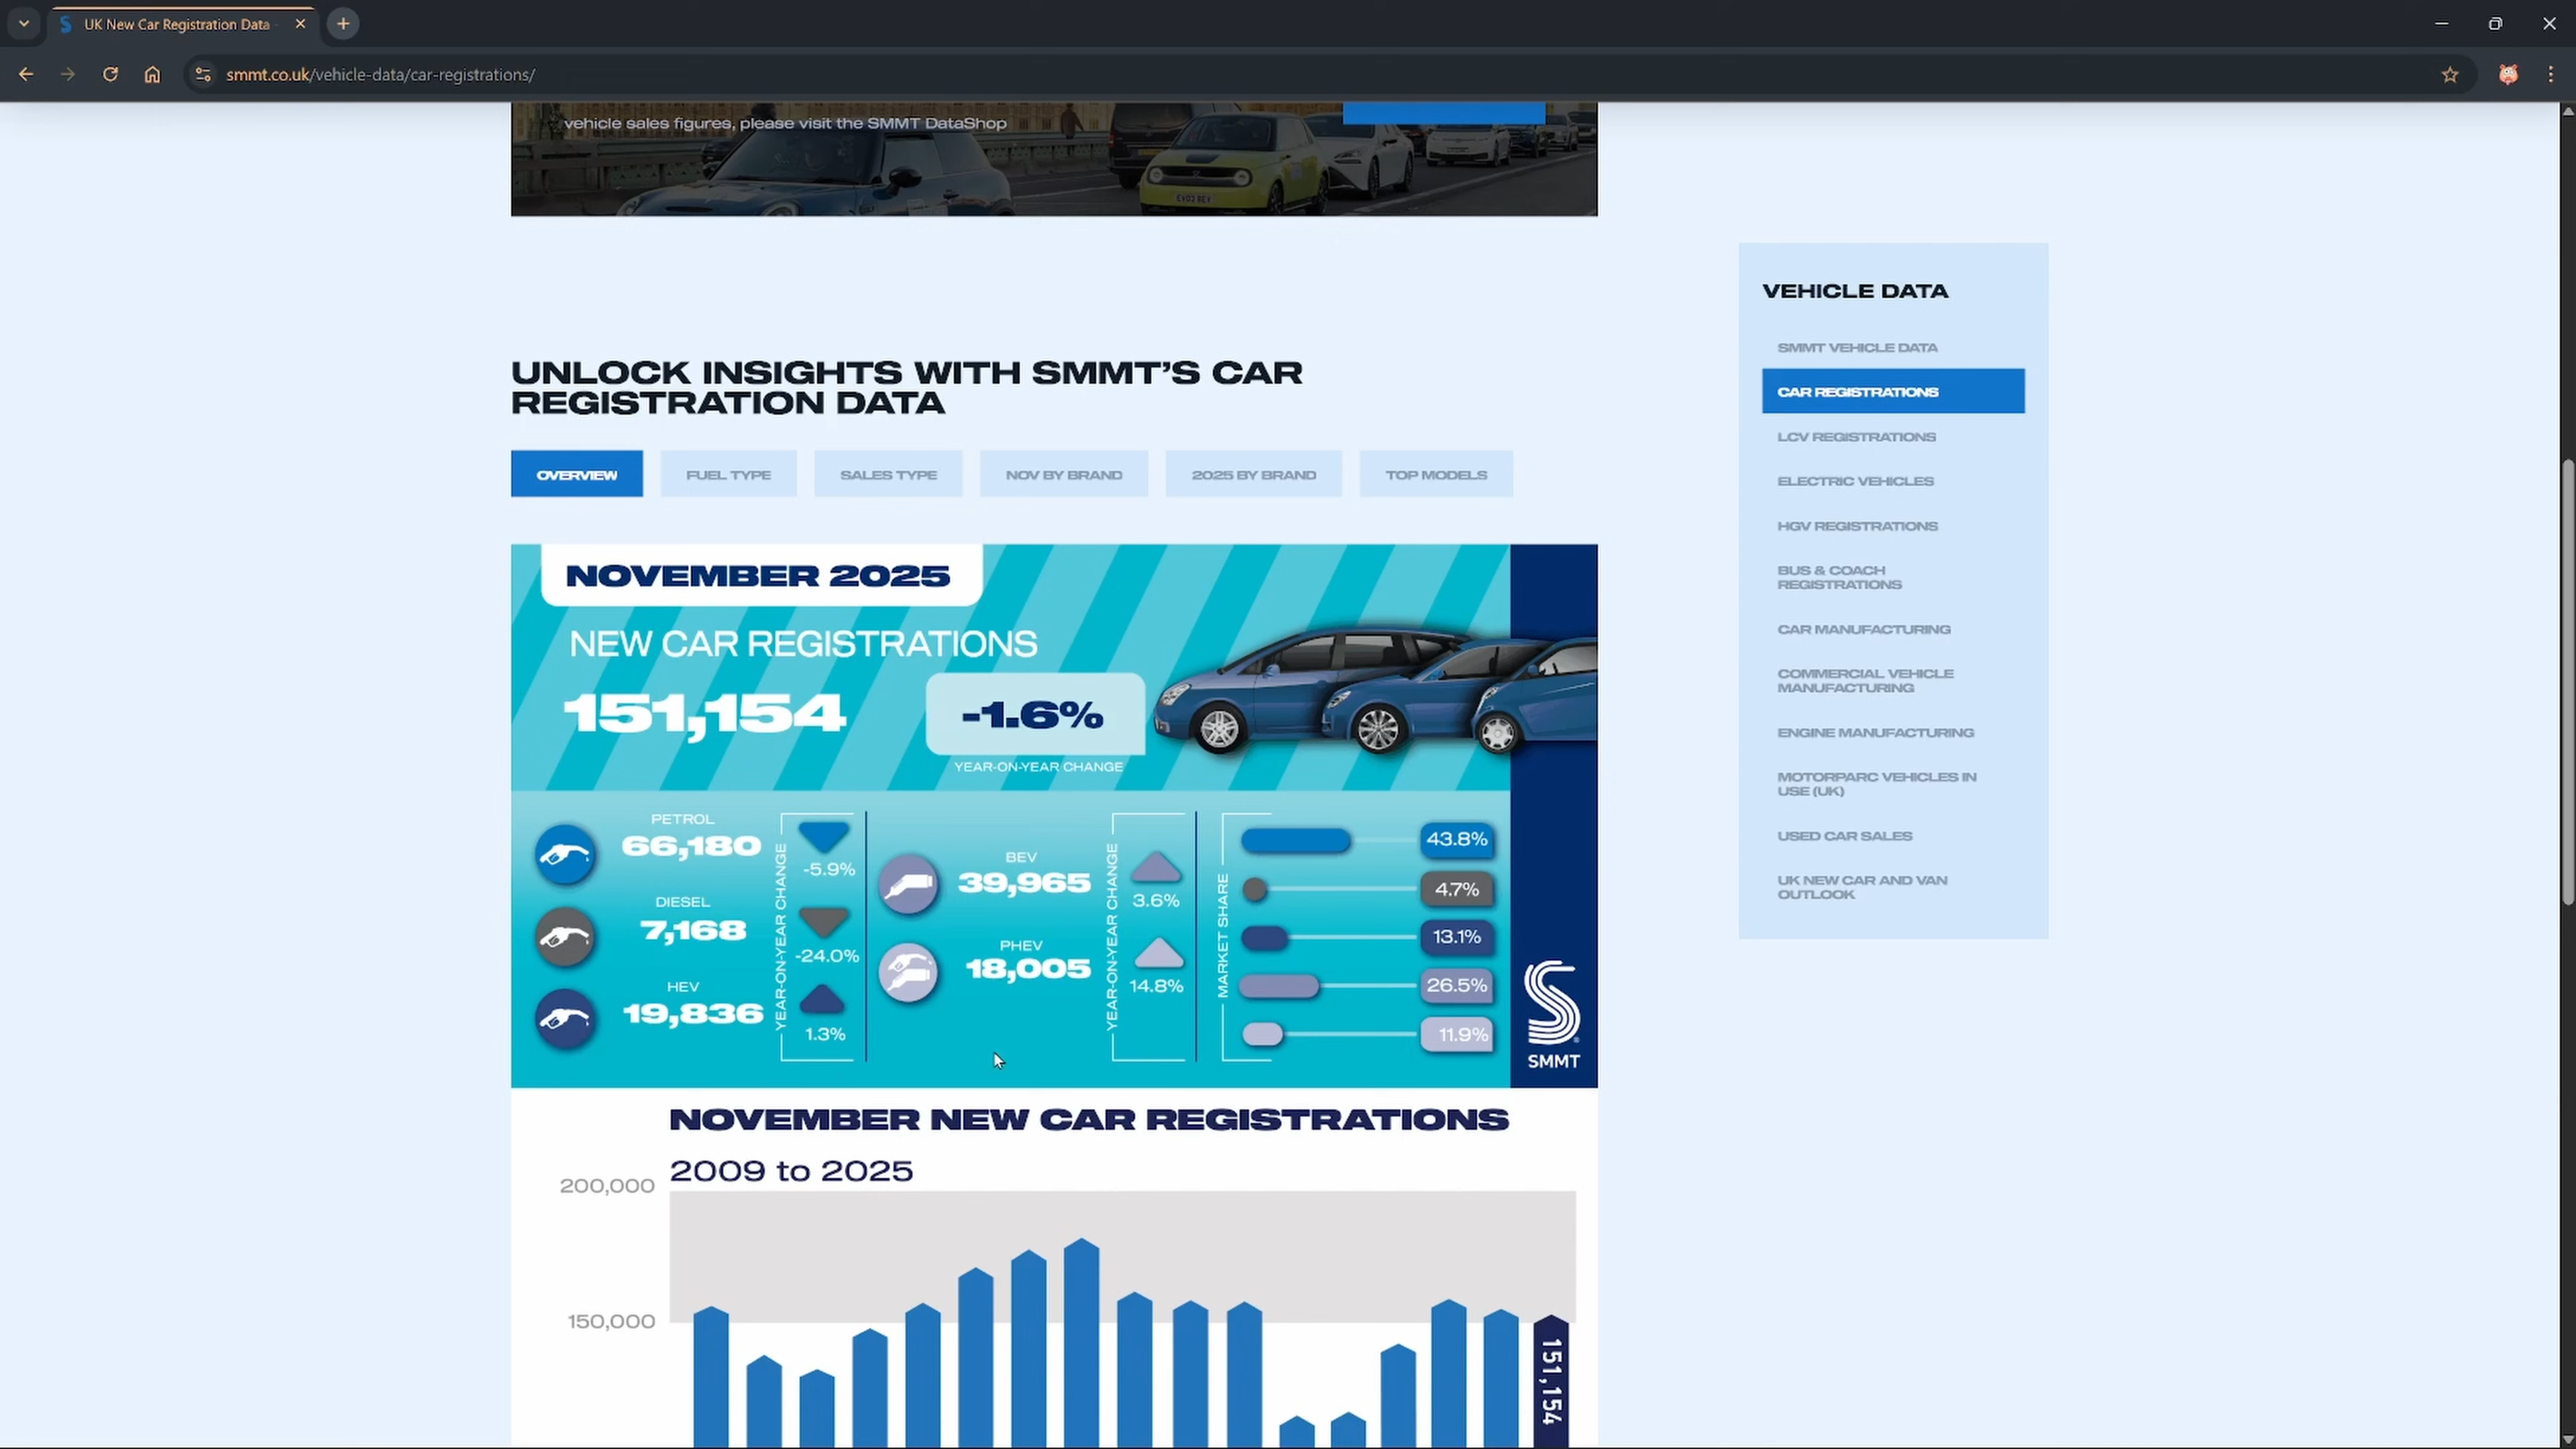 UK New Car Registration Data
smmt.co.uk/vehicle-data/car-registrations/
vehicle sales figures, please visit the SMMT DataShop
EV03 BEV
UNLOCK INSIGHTS WITH SMMT'S CAR
REGISTRATION DATA
OVERVIEW
FUEL TYPE
SALES TYPE
NOV BY BRAND
2025 BY BRAND
TOP MODELS
NOVEMBER 2025
NEW CAR REGISTRATIONS
151,154
-1.6%
YEAR-ON-YEAR CHANGE
PETROL
66,180
DIESEL
7,168
HEV
19,836
YEAR-ON-YEAR CHANGE
-5.9%
-24.0%
1.3%
BEV
39,965
PHEV
18,005
YEAR-ON-YEAR CHANGE
3.6%
14.8%
MARKET SHARE
43.8%
4.7%
13.1%
26.5%
11.9%
SMMT
NOVEMBER NEW CAR REGISTRATIONS
2009 to 2025
200,000
150,000
151,154
VEHICLE DATA
SMMT VEHICLE DATA
CAR REGISTRATIONS
LCV REGISTRATIONS
ELECTRIC VEHICLES
HGV REGISTRATIONS
BUS & COACH
REGISTRATIONS
CAR MANUFACTURING
COMMERCIAL VEHICLE
MANUFACTURING
ENGINE MANUFACTURING
MOTORPARC VEHICLES IN
USE (UK)
USED CAR SALES
UK NEW CAR AND VAN
OUTLOOK